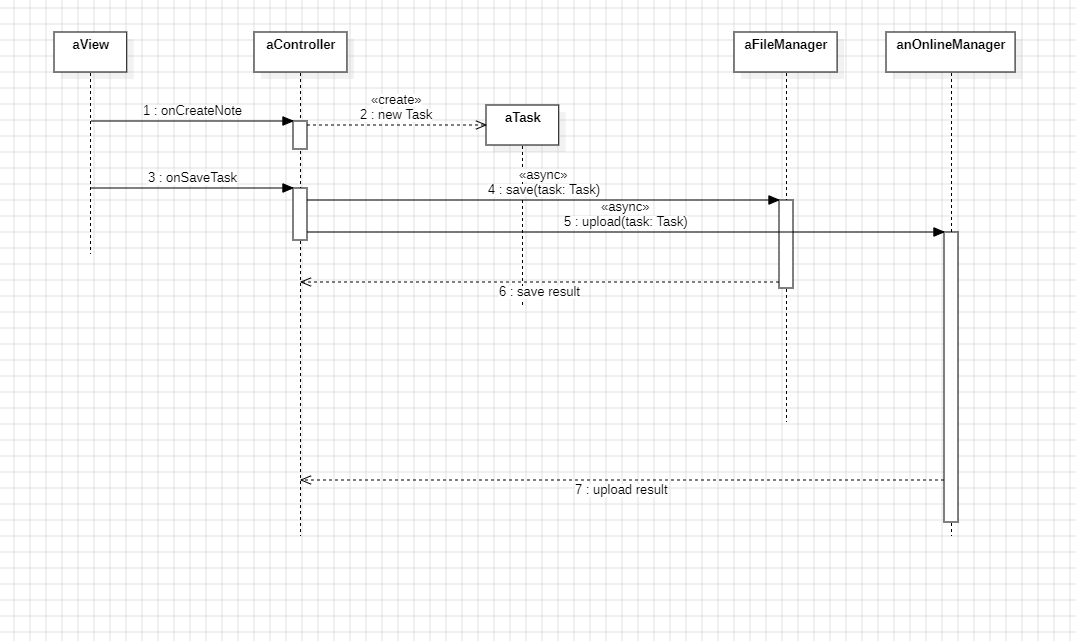 aView
aController
aFileManager
anOnlineManager
1 : onCreateNote
«create»
2 : new Task
aTask
3 : onSaveTask
«async»
4 : save(task: Task)
«async»
5 : upload(task: Task)
6 : save result
7 : upload result